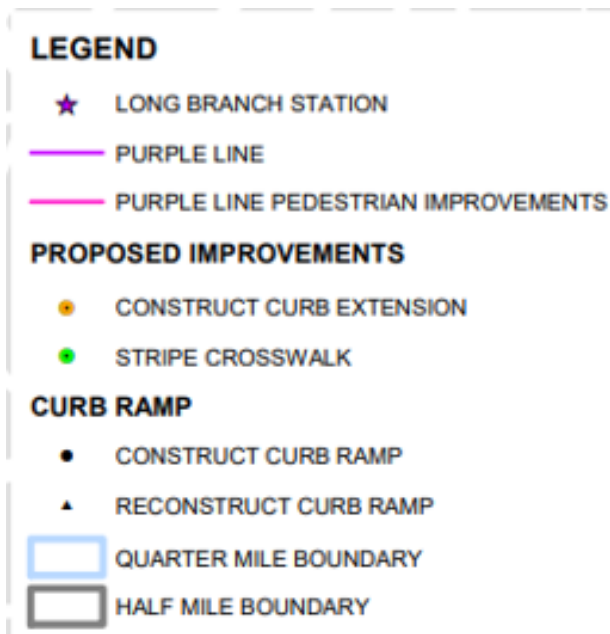 LEGEND
LONG BRANCH STATION
PURPLE LINE
PURPLE LINE PEDESTRIAN IMPROVEMENTS
PROPOSED IMPROVEMENTS
CONSTRUCT CURB EXTENSION
STRIPE CROSSWALK
CURB RAMP
CONSTRUCT CURB RAMP
RECONSTRUCT CURB RAMP
QUARTER MILE BOUNDARY
HALF MILE BOUNDARY